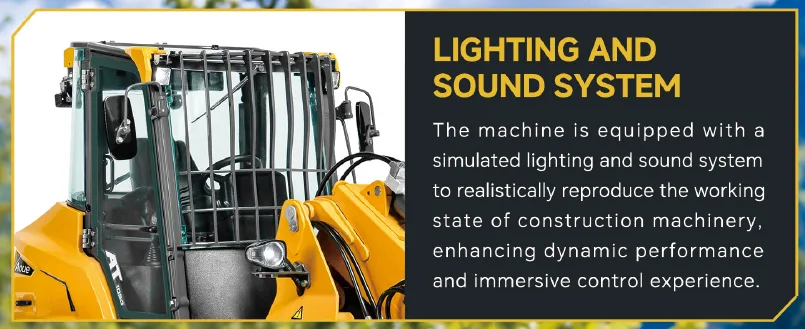 LIGHTING AND
SOUND SYSTEM
The machine is equipped with a
simulated lighting and sound system
to realistically reproduce the working
state of construction machinery,
enhancing dynamic performance
and immersive control experience.